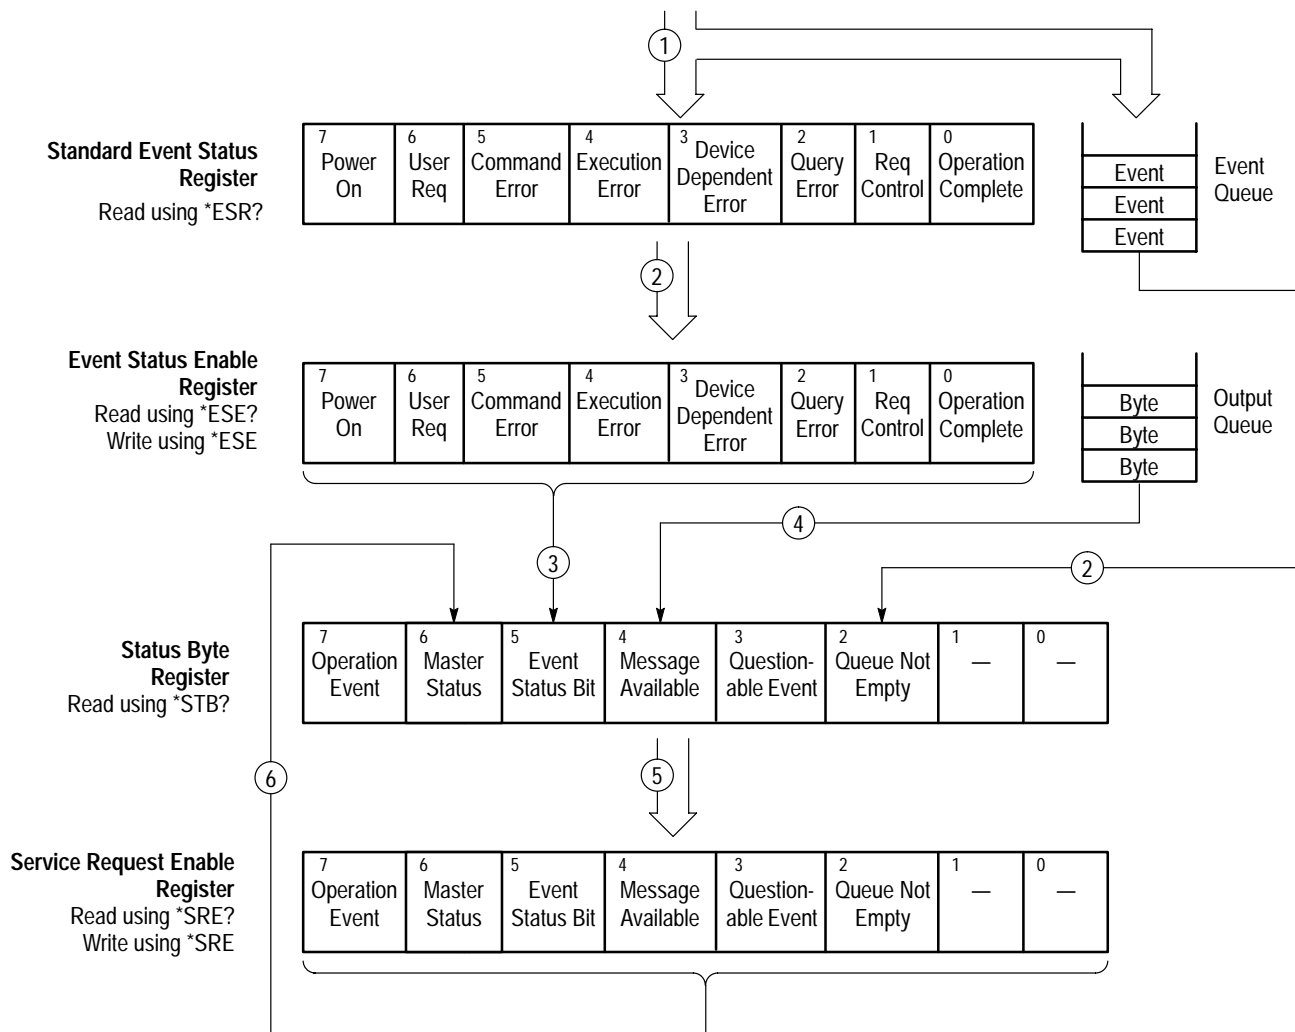 1
Standard Event Status
Register
Read using *ESR?
7
Power
On
6
User
Req
5
Command
Error
4
Execution
Error
3
Device
Dependent
Error
2
Query
Error
1
Req
Control
0
Operation
Complete
Event
Event
Event
Event
Queue
2
Event Status Enable
Register
Read using *ESE?
Write using *ESE
7
Power
On
6
User
Req
5
Command
Error
4
Execution
Error
3
Device
Dependent
Error
2
Query
Error
1
Req
Control
0
Operation
Complete
Byte
Byte
Byte
Output
Queue
4
3
2
Status Byte
Register
Read using *STB?
7
Operation
Event
6
Master
Status
5
Event
Status Bit
4
Message
Available
3
Question-
able Event
2
Queue Not
Empty
1
—
0
—
6
5
Service Request Enable
Register
Read using *SRE?
Write using *SRE
7
Operation
Event
6
Master
Status
5
Event
Status Bit
4
Message
Available
3
Question-
able Event
2
Queue Not
Empty
1
—
0
—